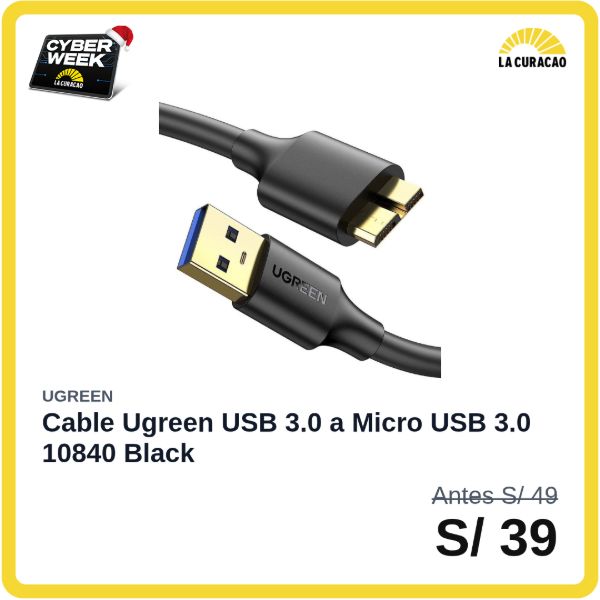 CYBER
WEEK
LA CURACAO
LA CURACAO
UGREEN
UGREEN
Cable Ugreen USB 3.0 a Micro USB 3.0
10840 Black
Antes S/ 49
S/ 39